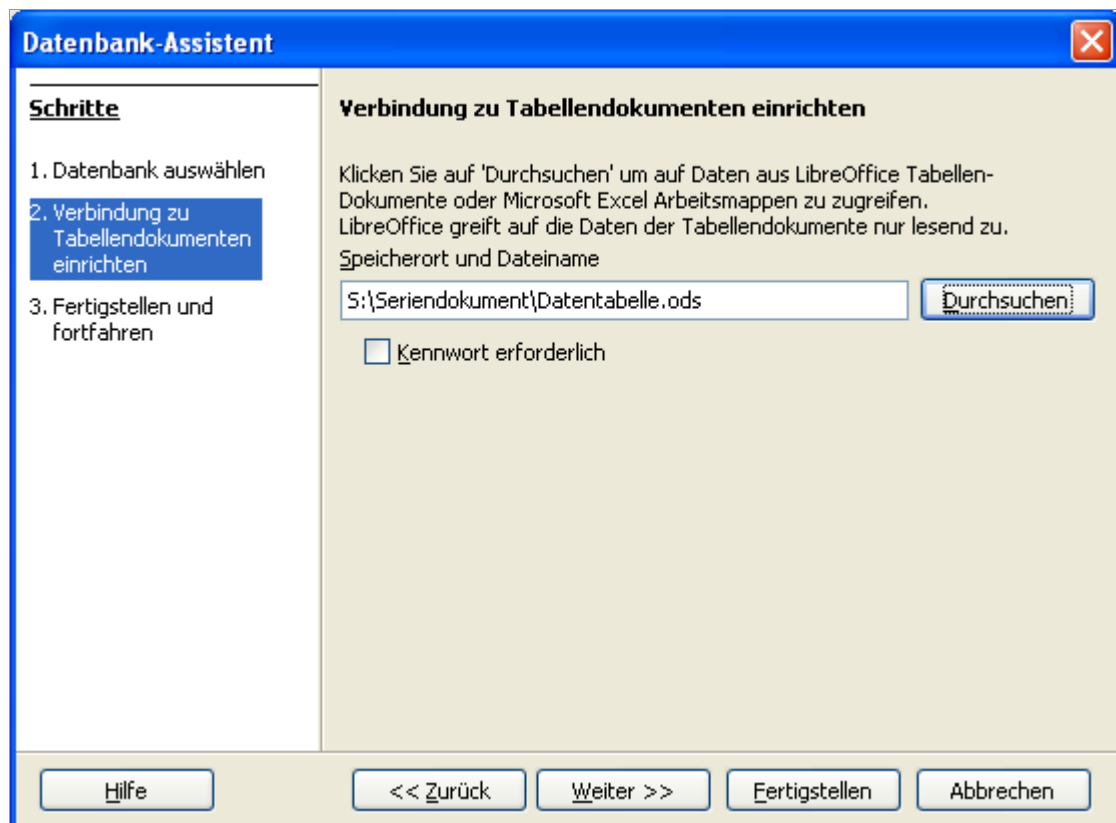 Datenbank-Assistent
Schritte
1. Datenbank auswählen
2. Verbindung zu
Tabellendokumenten
einrichten
3. Fertigstellen und
fortfahren
Verbindung zu Tabellendokumenten einrichten
Klicken Sie auf 'Durchsuchen' um auf Daten aus LibreOffice Tabellen-
Dokumente oder Microsoft Excel Arbeitsmappen zu zugreifen.
LibreOffice greift auf die Daten der Tabellendokumente nur lesend zu.
Speicherort und Dateiname
S:\Seriendokument\Datentabelle.ods
Durchsuchen
Kennwort erforderlich
Hilfe
<< Zurück
Weiter >>
Fertigstellen
Abbrechen